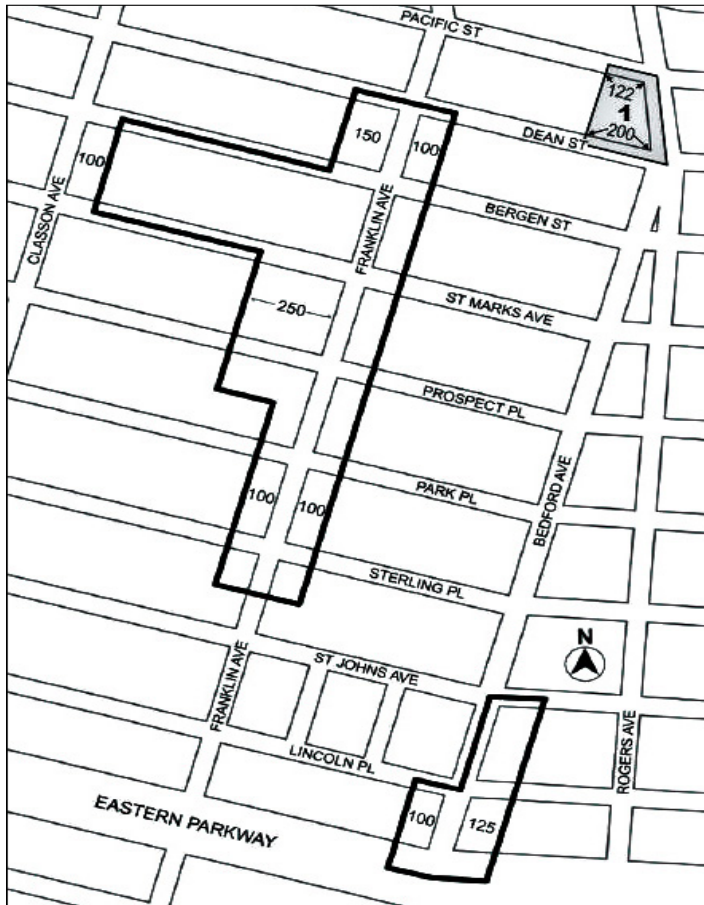 PACIFIC ST
122
1
200
DEAN ST
150
100
100
BERGEN ST
CLASSON AVE
FRANKLIN AVE
ST MARKS AVE
250
PROSPECT PL
PARK PL
100
100
BEDFORD AVE
STERLING PL
N
ST JOHNS AVE
FRANKLIN AVE
ROGERS AVE
LINCOLN PL
EASTERN PARKWAY
100
125